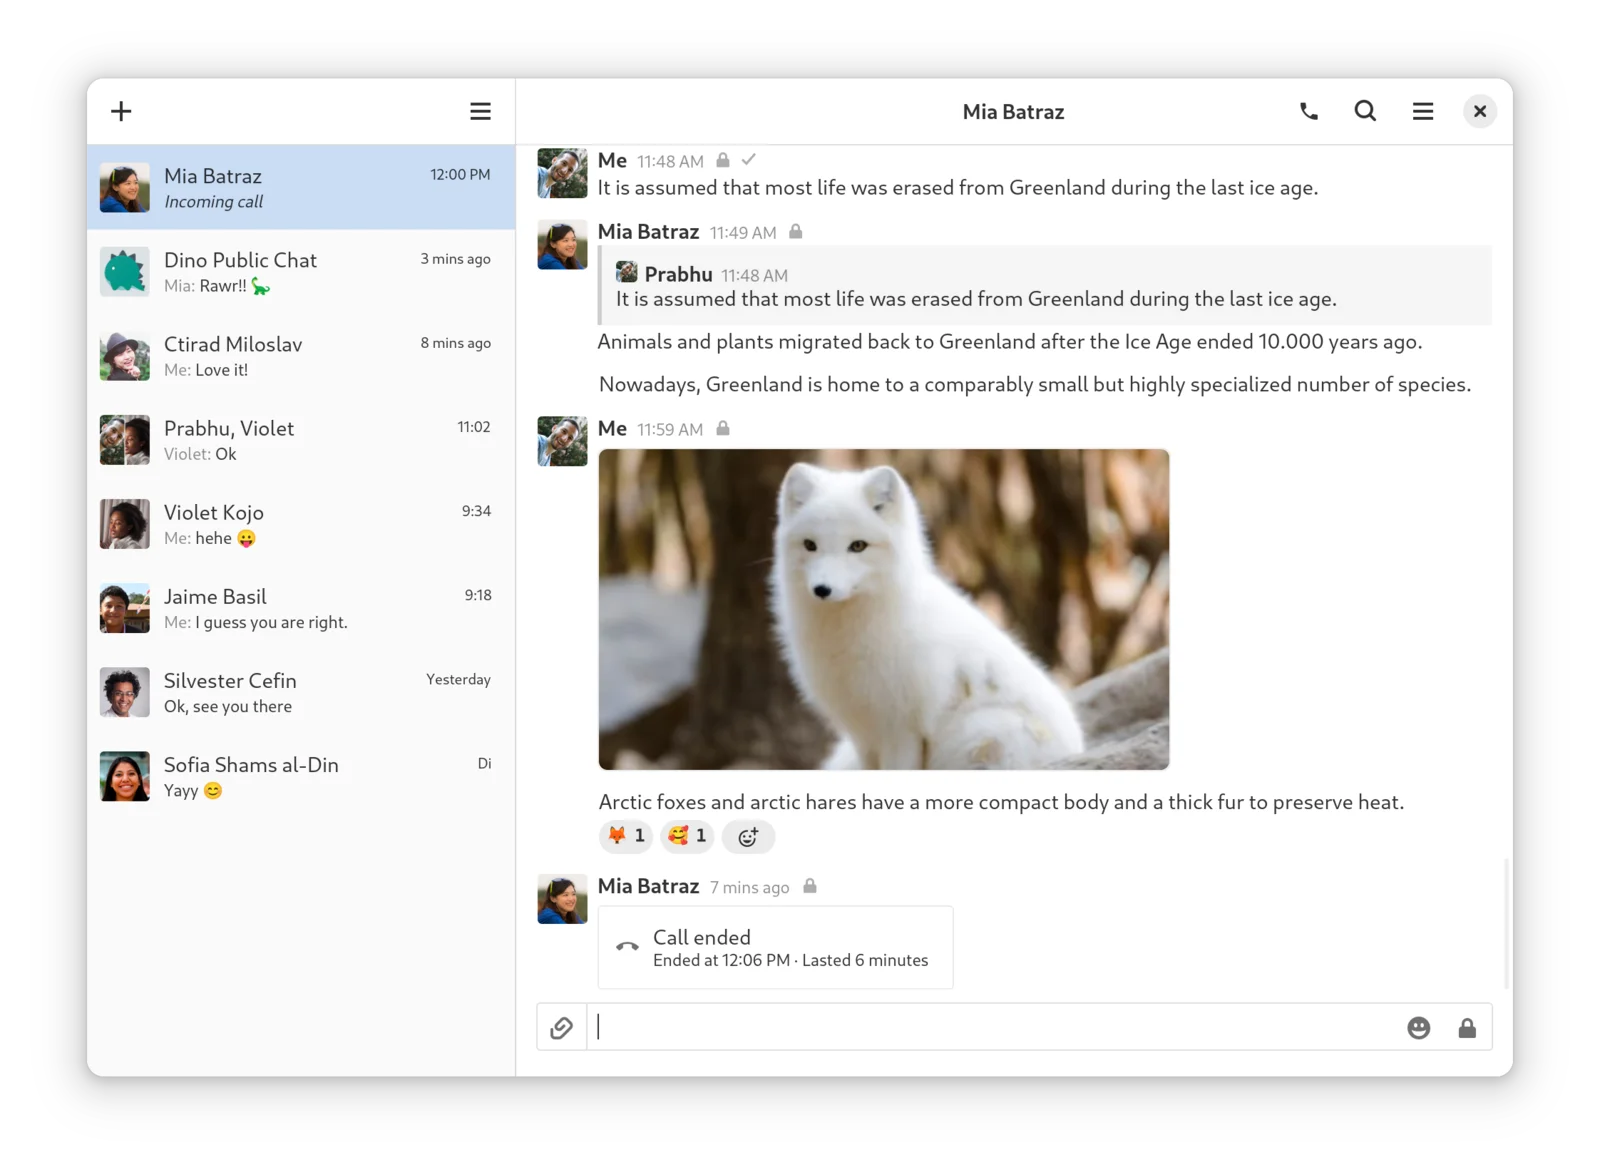 Mia Batraz
12:00 PM
Incoming call
Dino Public Chat
3 mins ago
Mia: Rawr!! 🦕
Ctirad Miloslav
8 mins ago
Me: Love it!
Prabhu, Violet
11:02
Violet: Ok
Violet Kojo
9:34
Me: hehe 😛
Jaime Basil
9:18
Me: I guess you are right.
Silvester Cefin
Yesterday
Ok, see you there
Sofia Shams al-Din
Di
Yayy 😊
Mia Batraz
Me 11:48 AM
It is assumed that most life was erased from Greenland during the last ice age.
Mia Batraz 11:49 AM
Prabhu 11:48 AM
It is assumed that most life was erased from Greenland during the last ice age.
Animals and plants migrated back to Greenland after the Ice Age ended 10.000 years ago.
Nowadays, Greenland is home to a comparably small but highly specialized number of species.
Me 11:59 AM
Arctic foxes and arctic hares have a more compact body and a thick fur to preserve heat.
🦊 1 🥰 1
Mia Batraz 7 mins ago
Call ended
Ended at 12:06 PM · Lasted 6 minutes